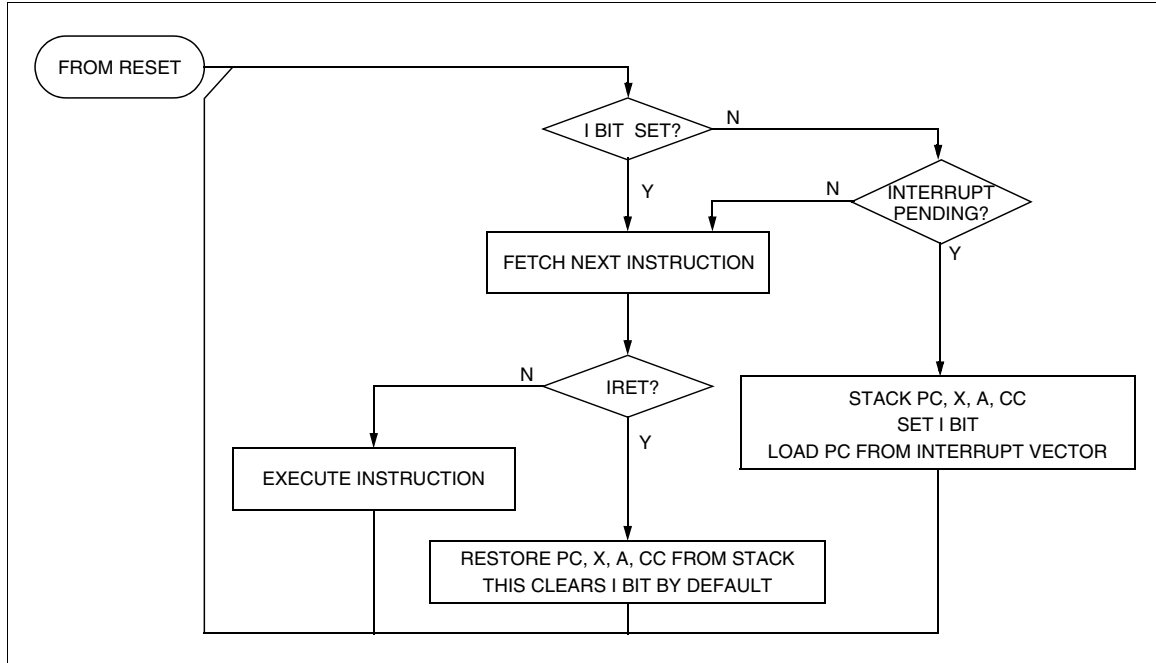 FROM RESET
I BIT SET?
N
Y
N
INTERRUPT
PENDING?
Y
FETCH NEXT INSTRUCTION
N
IRET?
Y
STACK PC, X, A, CC
SET I BIT
LOAD PC FROM INTERRUPT VECTOR
EXECUTE INSTRUCTION
RESTORE PC, X, A, CC FROM STACK
THIS CLEARS I BIT BY DEFAULT